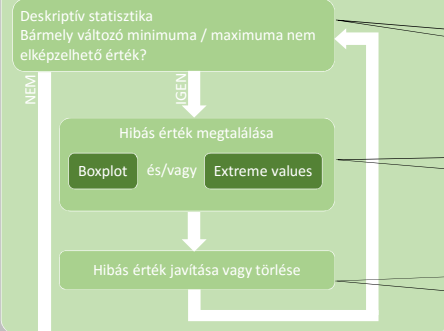 Deskriptív statisztika
Bármely változó minimuma / maximuma nem
elképzelhető érték?
NEM
IGEN
Hibás érték megtalálása
Boxplot és/vagy Extreme values
Hibás érték javítása vagy törlése